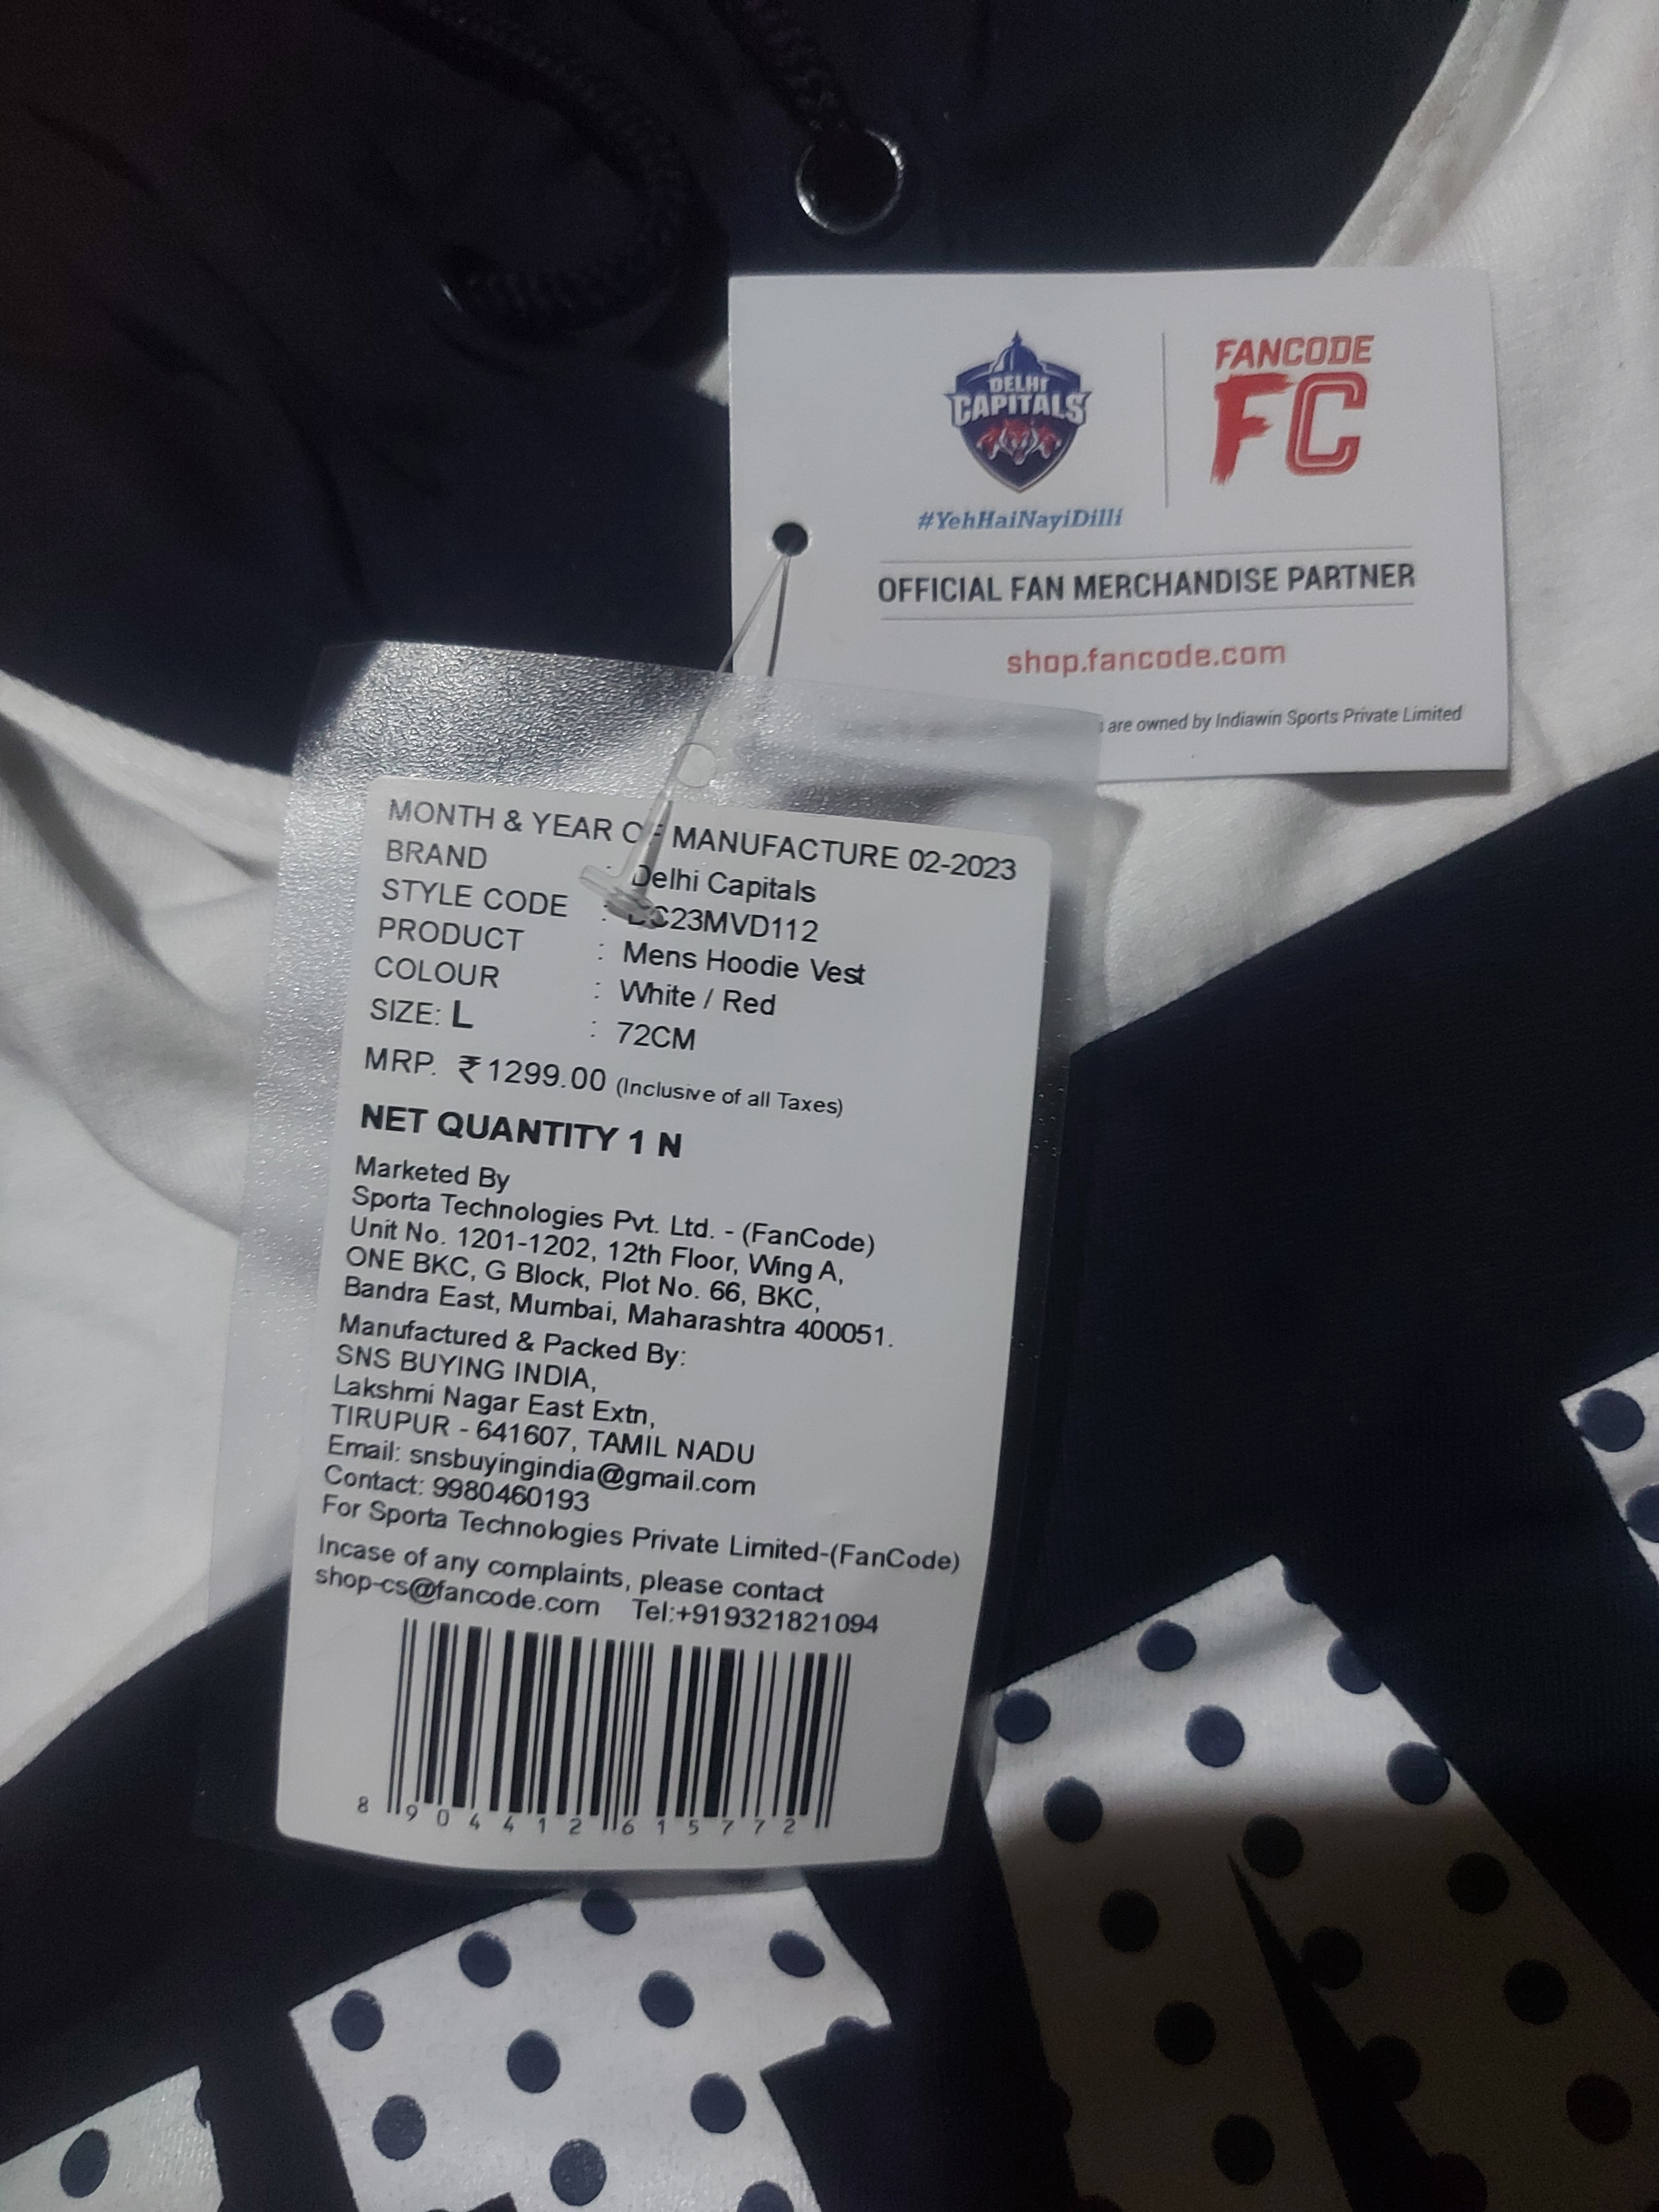 DELHI
CAPITALS
#YehHaiNayiDilli
FANCODE
FC
OFFICIAL FAN MERCHANDISE PARTNER
shop.fancode.com
are owned by Indiawin Sports Private Limited
MONTH & YEAR OF MANUFACTURE 02-2023
BRAND : Delhi Capitals
STYLE CODE : DC23MVD112
PRODUCT : Mens Hoodie Vest
COLOUR : White / Red
SIZE: L : 72CM
MRP. ₹ 1299.00 (Inclusive of all Taxes)
NET QUANTITY 1 N
Marketed By
Sporta Technologies Pvt. Ltd. - (FanCode)
Unit No. 1201-1202, 12th Floor, Wing A,
ONE BKC, G Block, Plot No. 66, BKC,
Bandra East, Mumbai, Maharashtra 400051.
Manufactured & Packed By:
SNS BUYING INDIA,
Lakshmi Nagar East Extn,
TIRUPUR - 641607, TAMIL NADU
Email: snsbuyingindia@gmail.com
Contact: 9980460193
For Sporta Technologies Private Limited-(FanCode)
Incase of any complaints, please contact
shop-cs@fancode.com Tel:+919321821094
8 904412 615772